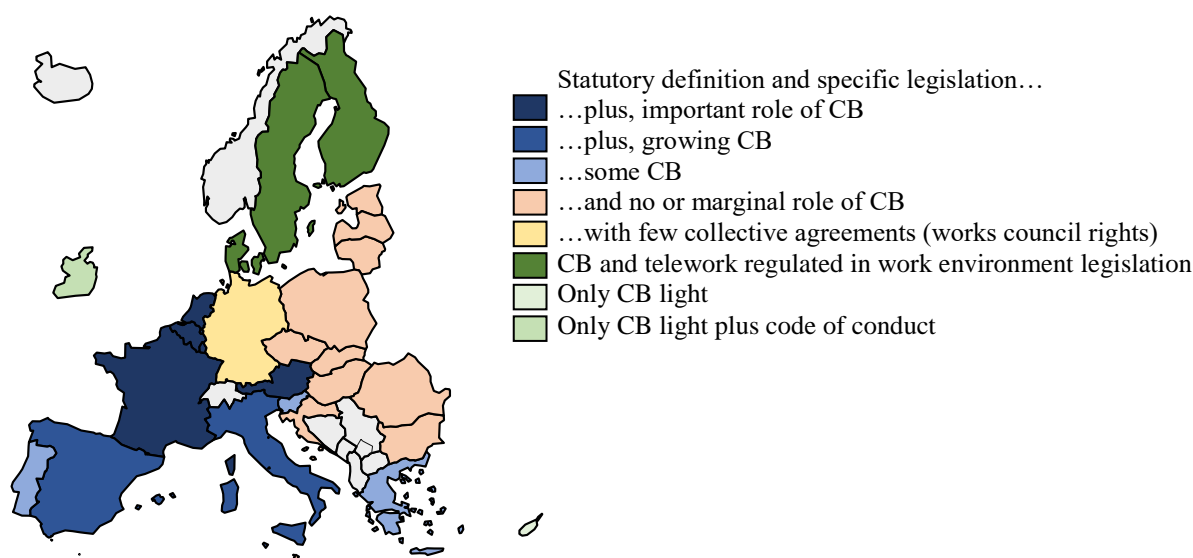 Statutory definition and specific legislation…
…plus, important role of CB
…plus, growing CB
…some CB
…and no or marginal role of CB
…with few collective agreements (works council rights)
CB and telework regulated in work environment legislation
Only CB light
Only CB light plus code of conduct